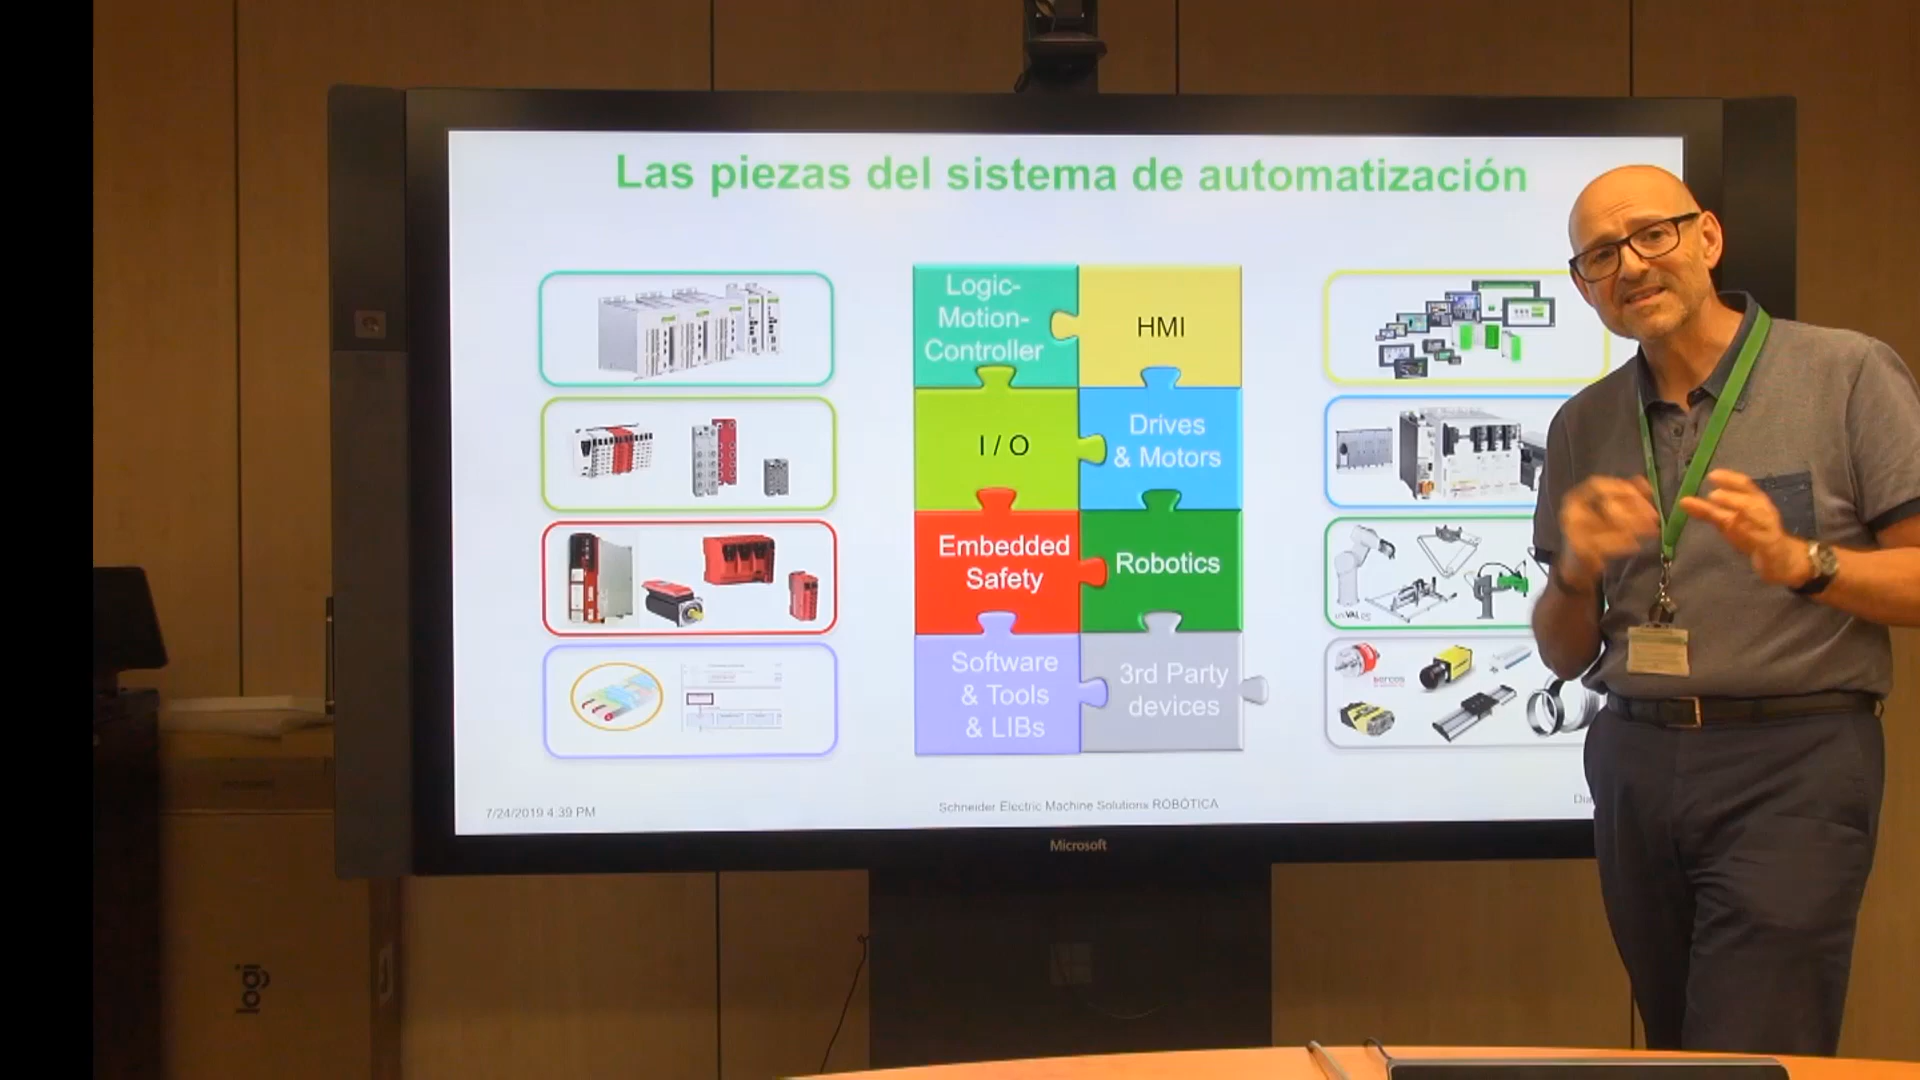 Las piezas del sistema de automatización
Logic-
Motion-
Controller
HMI
I / O
Drives
& Motors
Embedded
Safety
Robotics
Software
& Tools
& LIBs
3rd Party
devices
sercos
7/24/2019 4:39 PM
Schneider Electric Machine Solutions ROBÓTICA
Microsoft
logi